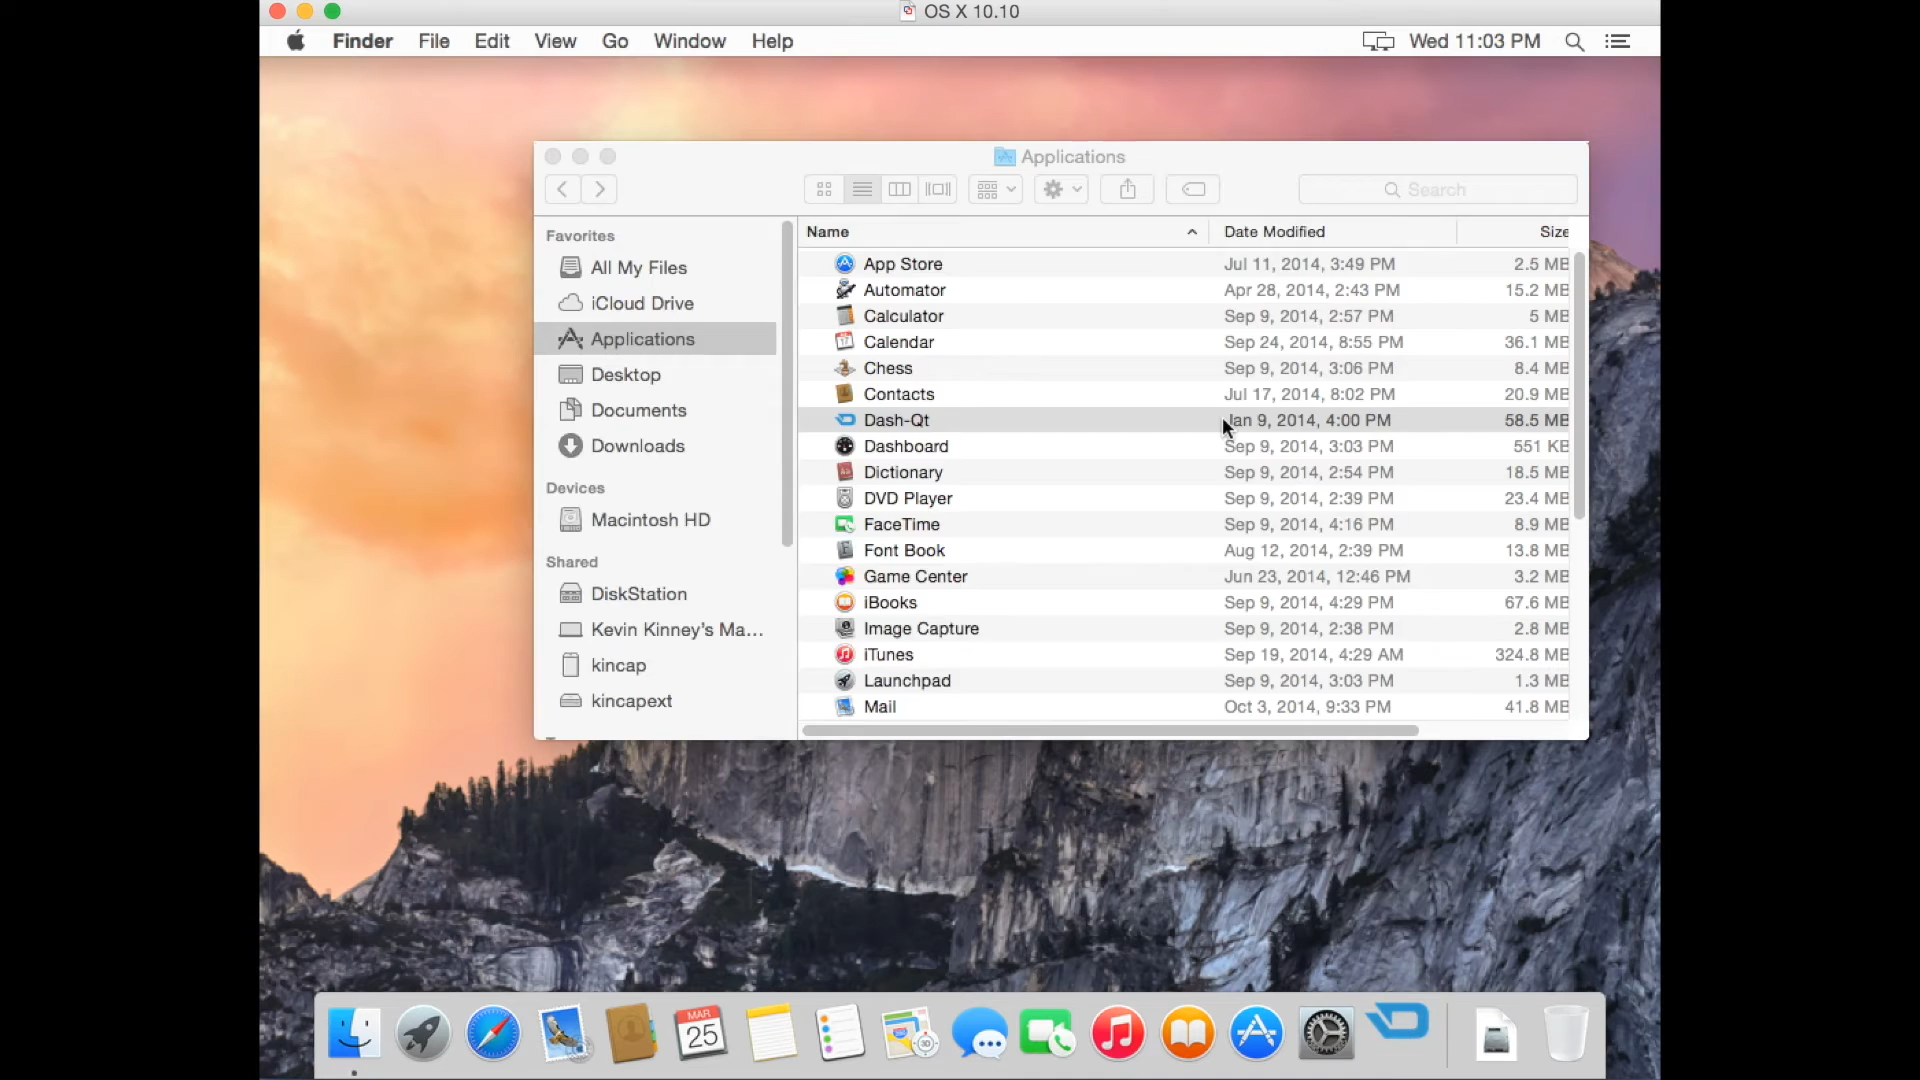 OS X 10.10
Finder File Edit View Go Window Help Wed 11:03 PM
Applications
Search
Favorites
All My Files
iCloud Drive
Applications
Desktop
Documents
Downloads
Devices
Macintosh HD
Shared
DiskStation
Kevin Kinney's Ma...
kincap
kincapext
Name Date Modified Size
App Store Jul 11, 2014, 3:49 PM 2.5 MB
Automator Apr 28, 2014, 2:43 PM 15.2 MB
Calculator Sep 9, 2014, 2:57 PM 5 MB
Calendar Sep 24, 2014, 8:55 PM 36.1 MB
Chess Sep 9, 2014, 3:06 PM 8.4 MB
Contacts Jul 17, 2014, 8:02 PM 20.9 MB
Dash-Qt Jan 9, 2014, 4:00 PM 58.5 MB
Dashboard Sep 9, 2014, 3:03 PM 551 KB
Dictionary Sep 9, 2014, 2:54 PM 18.5 MB
DVD Player Sep 9, 2014, 2:39 PM 23.4 MB
FaceTime Sep 9, 2014, 4:16 PM 8.9 MB
Font Book Aug 12, 2014, 2:39 PM 13.8 MB
Game Center Jun 23, 2014, 12:46 PM 3.2 MB
iBooks Sep 9, 2014, 4:29 PM 67.6 MB
Image Capture Sep 9, 2014, 2:38 PM 2.8 MB
iTunes Sep 19, 2014, 4:29 AM 324.8 MB
Launchpad Sep 9, 2014, 3:03 PM 1.3 MB
Mail Oct 3, 2014, 9:33 PM 41.8 MB
MAR
25